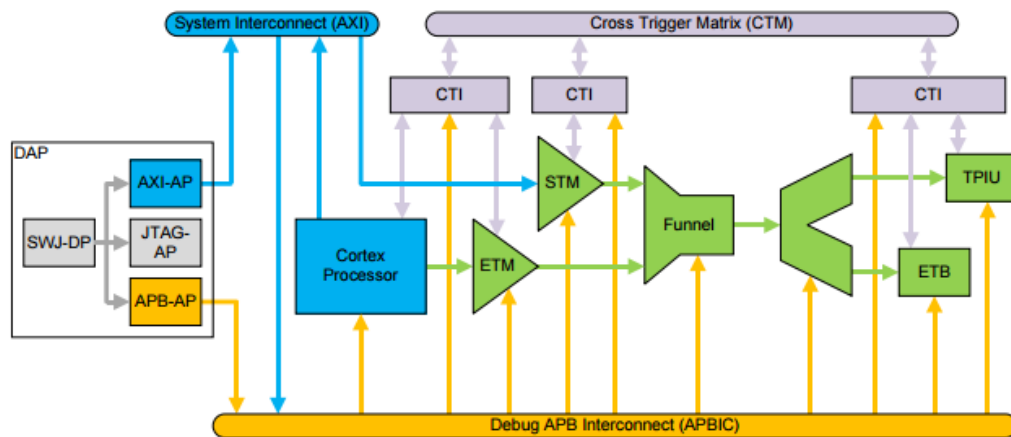 System Interconnect (AXI)
Cross Trigger Matrix (CTM)
CTI
CTI
CTI
DAP
AXI-AP
SWJ-DP
JTAG-
AP
APB-AP
Cortex
Processor
STM
ETM
Funnel
TPIU
ETB
Debug APB Interconnect (APBIC)